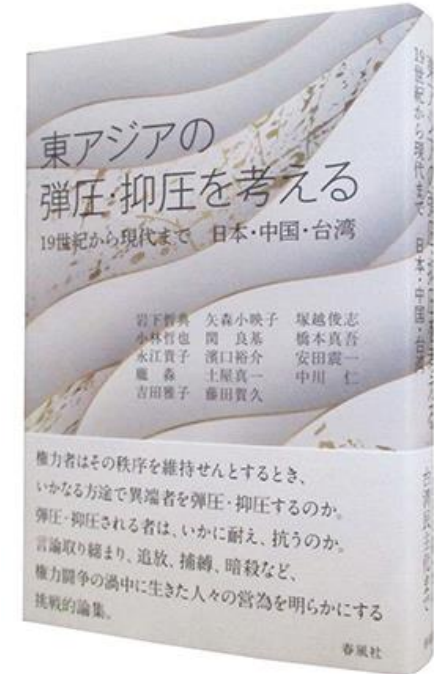 東アジアの
弾圧・抑圧を考える
19世紀から現代まで 日本・中国・台湾
岩下哲典 矢森小映子 塚越俊志
小林哲也 関 良基 橋本真吾
永江貴子 濱口裕介 安田震一
龐 森 土屋真一 中川 仁
吉田雅子 藤田賀久
権力者はその秩序を維持せんとするとき、
いかなる方途で異端者を弾圧・抑圧するのか。
弾圧・抑圧される者は、いかに耐え、抗うのか。
言論取り締まり、追放、捕縛、暗殺など、
権力闘争の渦中に生きた人々の営為を明らかにする
挑戦的論集。
春風社
東アジアの弾圧・抑圧を考える
19世紀から現代まで 日本・中国・台湾